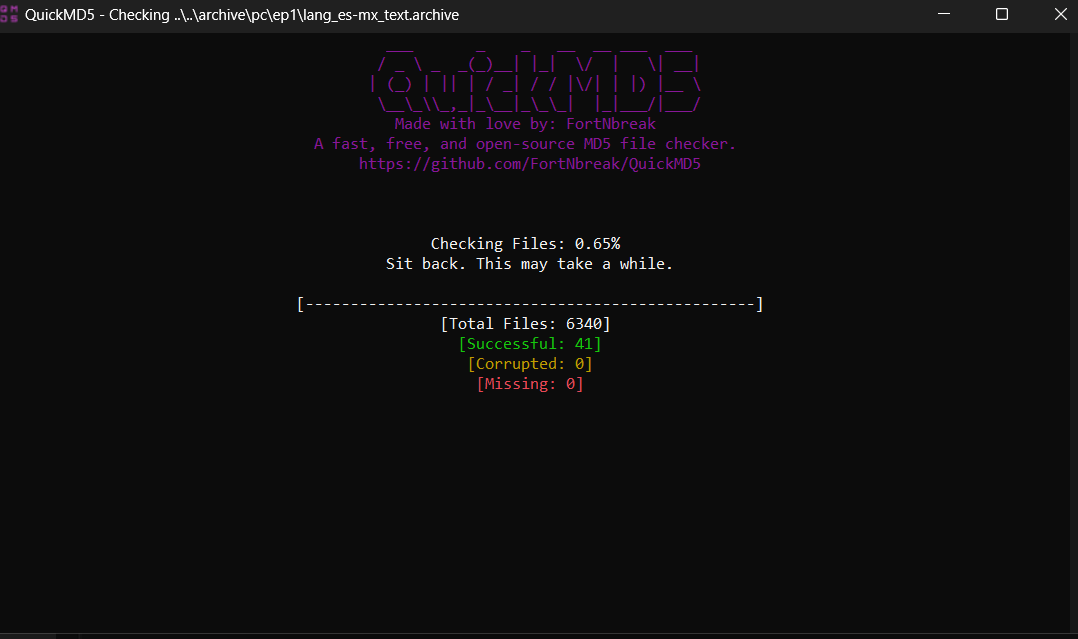 QuickMD5 - Checking ..\..\archive\pc\ep1\lang_es-mx_text.archive
QuickMD5
Made with love by: FortNbreak
A fast, free, and open-source MD5 file checker.
https://github.com/FortNbreak/QuickMD5
Checking Files: 0.65%
Sit back. This may take a while.
[--------------------------------------------------]
[Total Files: 6340]
[Successful: 41]
[Corrupted: 0]
[Missing: 0]